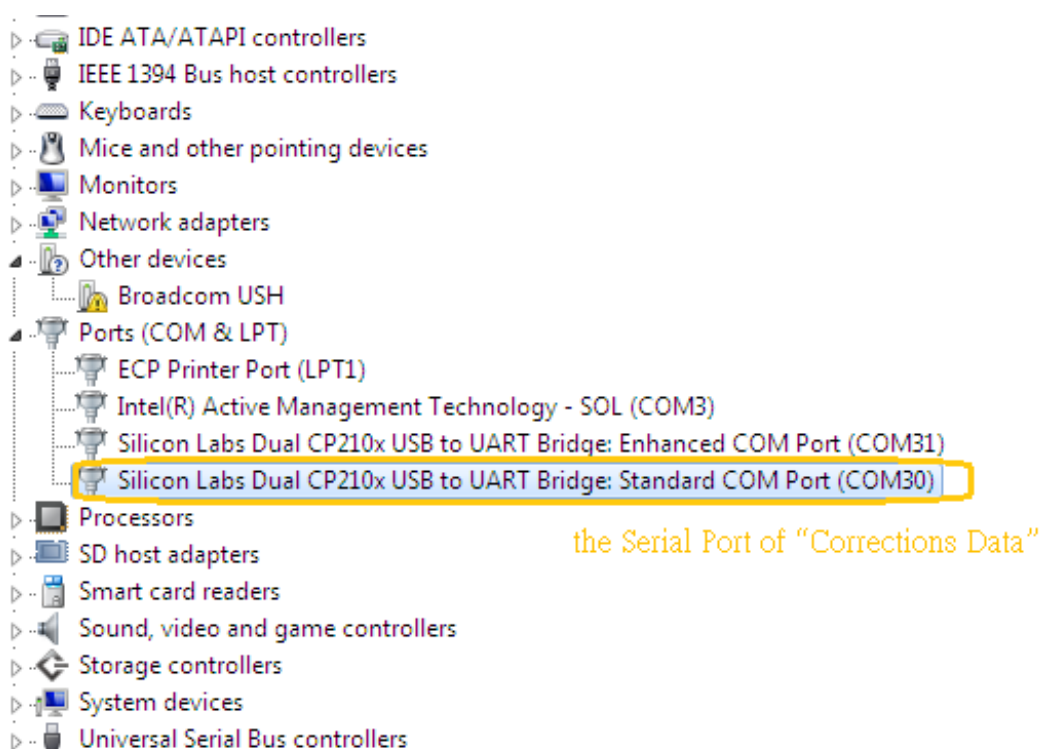 IDE ATA/ATAPI controllers
IEEE 1394 Bus host controllers
Keyboards
Mice and other pointing devices
Monitors
Network adapters
Other devices
Broadcom USH
Ports (COM & LPT)
ECP Printer Port (LPT1)
Intel(R) Active Management Technology - SOL (COM3)
Silicon Labs Dual CP210x USB to UART Bridge: Enhanced COM Port (COM31)
Silicon Labs Dual CP210x USB to UART Bridge: Standard COM Port (COM30)
Processors
the Serial Port of “Corrections Data”
SD host adapters
Smart card readers
Sound, video and game controllers
Storage controllers
System devices
Universal Serial Bus controllers